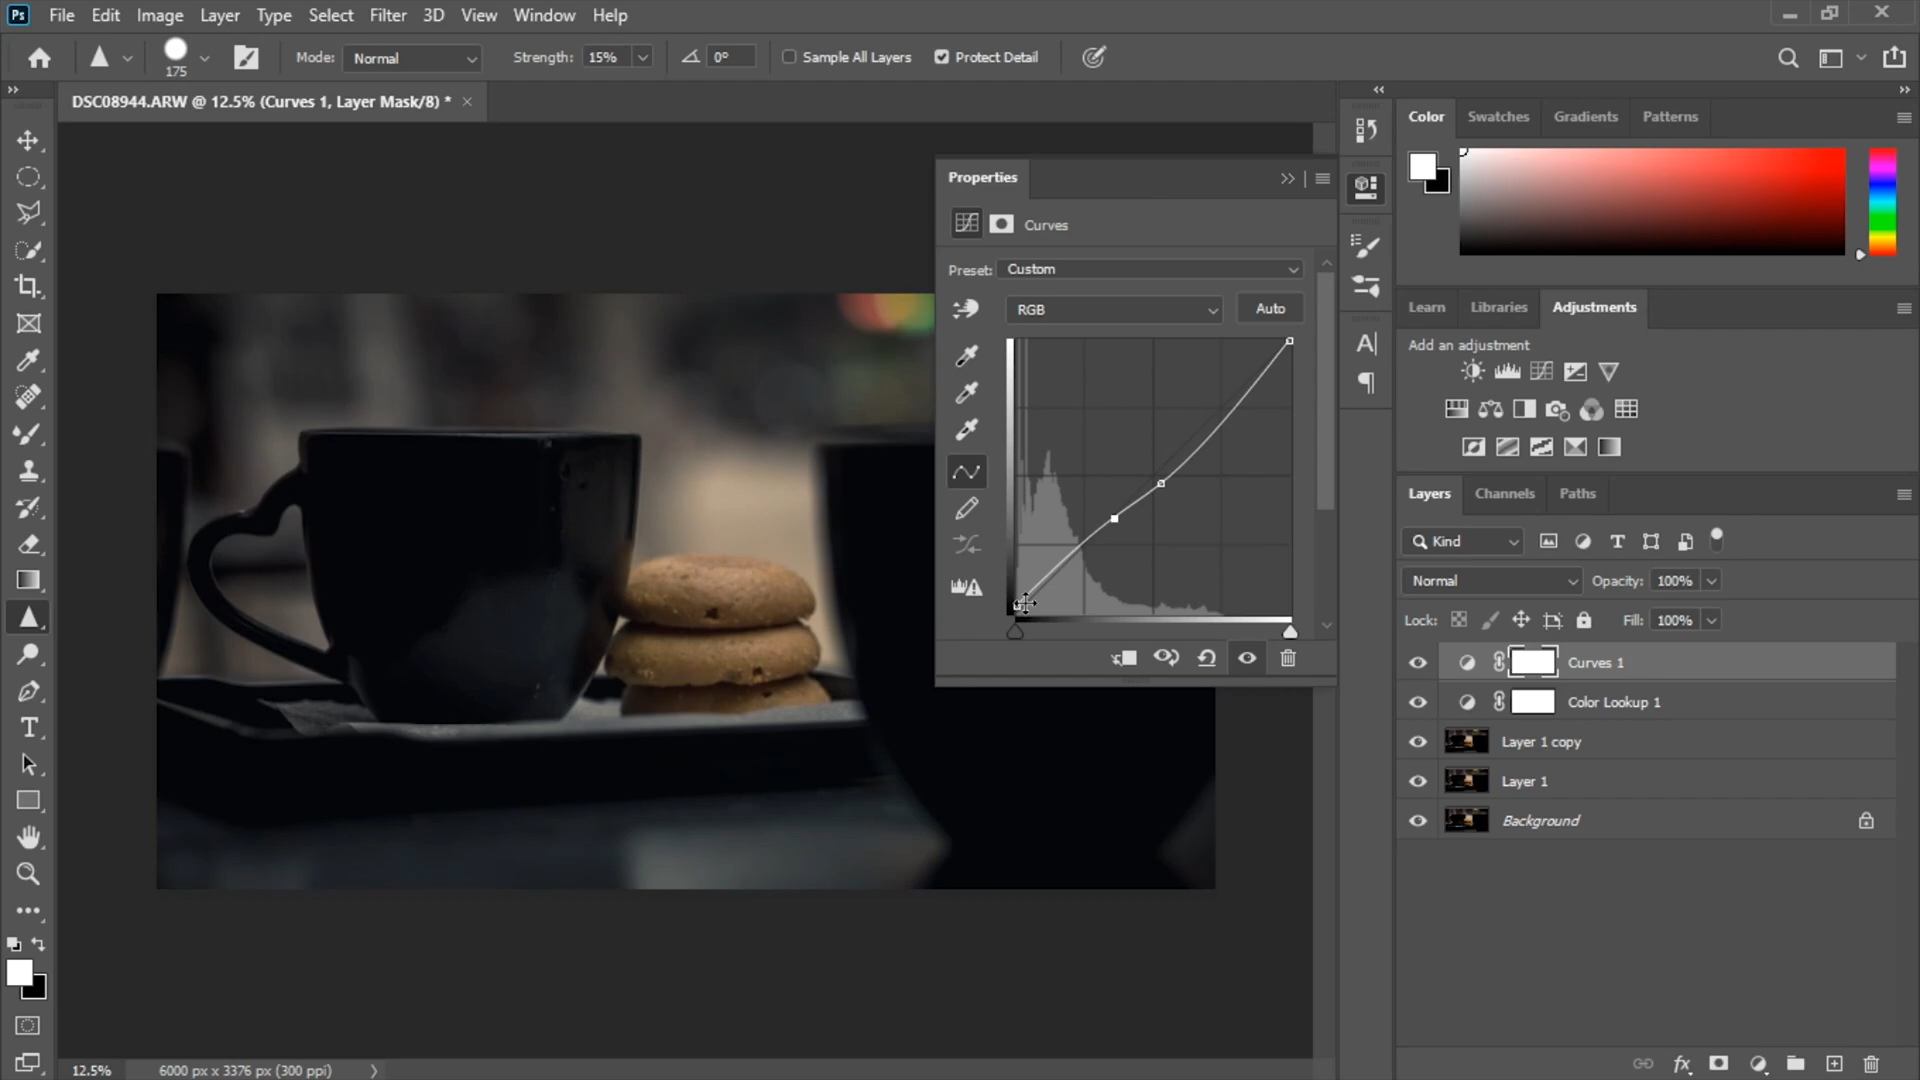 Ps File Edit Image Layer Type Select Filter 3D View Window Help
175 Mode: Normal Strength: 15% 0° Sample All Layers Protect Detail
DSC08944.ARW @ 12.5% (Curves 1, Layer Mask/8) *
Properties
Curves
Preset: Custom
RGB Auto
Color Swatches Gradients Patterns
Learn Libraries Adjustments
Add an adjustment
Layers Channels Paths
Kind
Normal Opacity: 100%
Lock: Fill: 100%
Curves 1
Color Lookup 1
Layer 1 copy
Layer 1
Background
12.5% 6000 px x 3376 px (300 ppi)